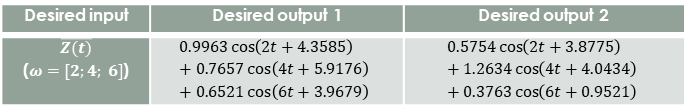 Desired input Desired output 1 Desired output 2
Z(t) 0.9963 cos(2t + 4.3585) 0.5754 cos(2t + 3.8775)
(ω = [2; 4; 6]) + 0.7657 cos(4t + 5.9176) + 1.2634 cos(4t + 4.0434)
+ 0.6521 cos(6t + 3.9679) + 0.3763 cos(6t + 0.9521)